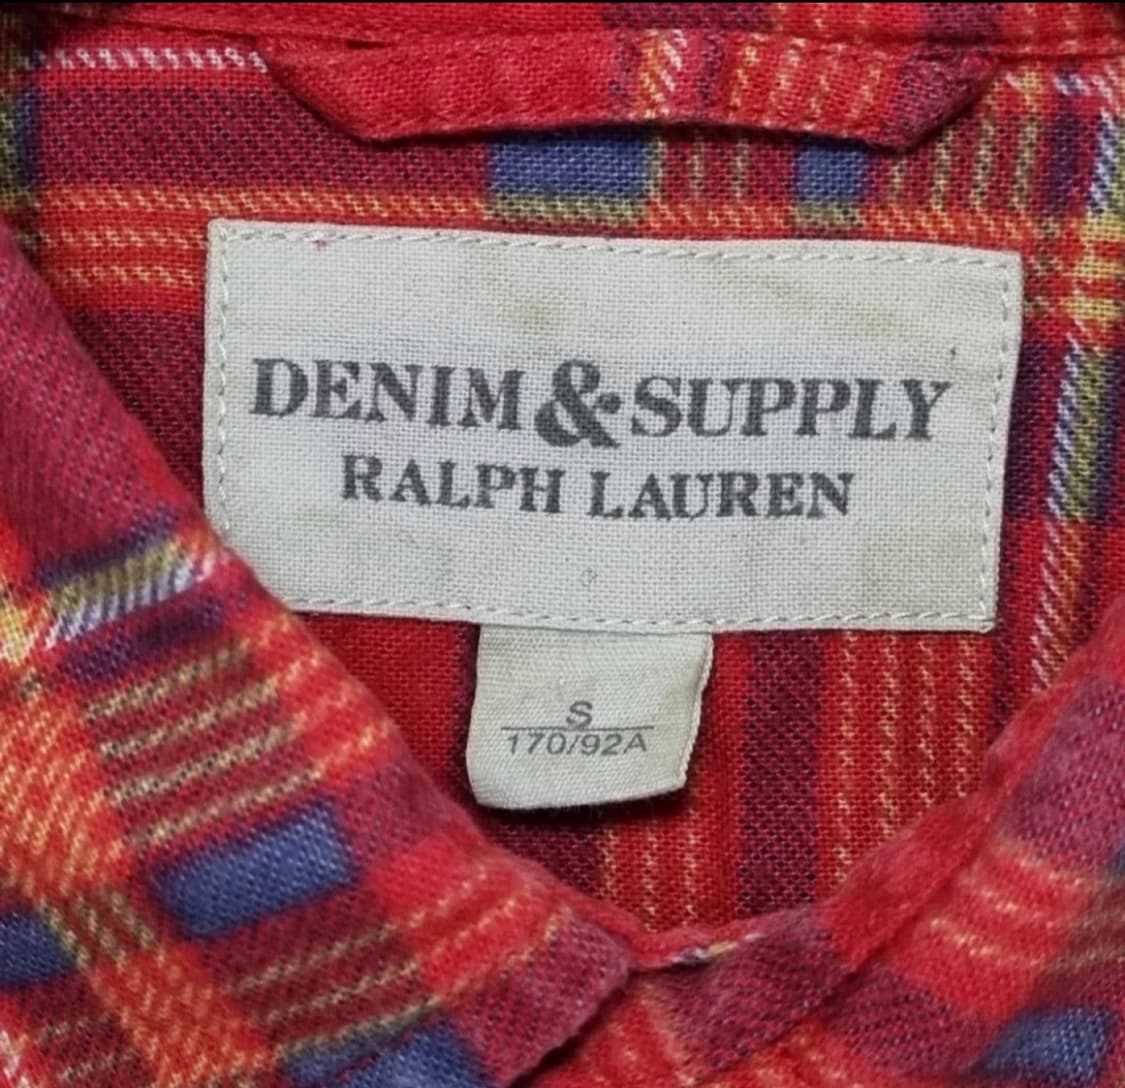 DENIM & SUPPLY
RALPH LAUREN
S
170/92A